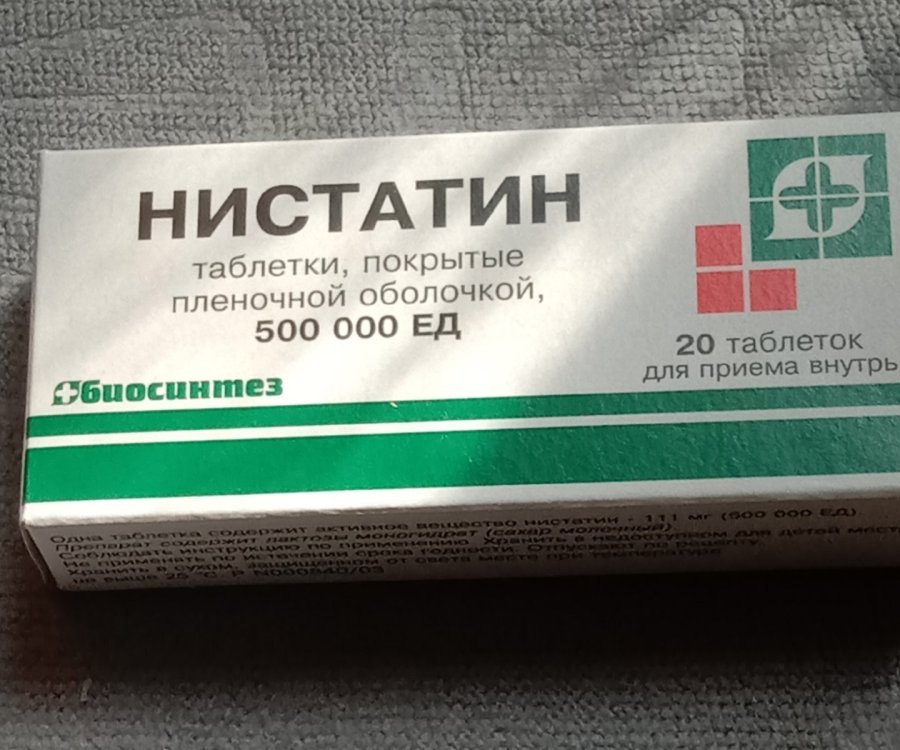 НИСТАТИН
таблетки, покрытые
пленочной оболочкой,
500 000 ЕД
биосинтез
20 таблеток
для приема внутрь
Одна таблетка содержит активное вещество нистатин - 111 мг (500 000 ЕД)
Препарат содержит лактозы моногидрат (сахар молочный)
Соблюдать инструкцию по применению. Хранить в недоступном для детей месте
Не применять по истечении срока годности. Отпускают по рецепту
Хранить в сухом, защищенном от света месте при температуре
не выше 25 °С. Р N000840/03